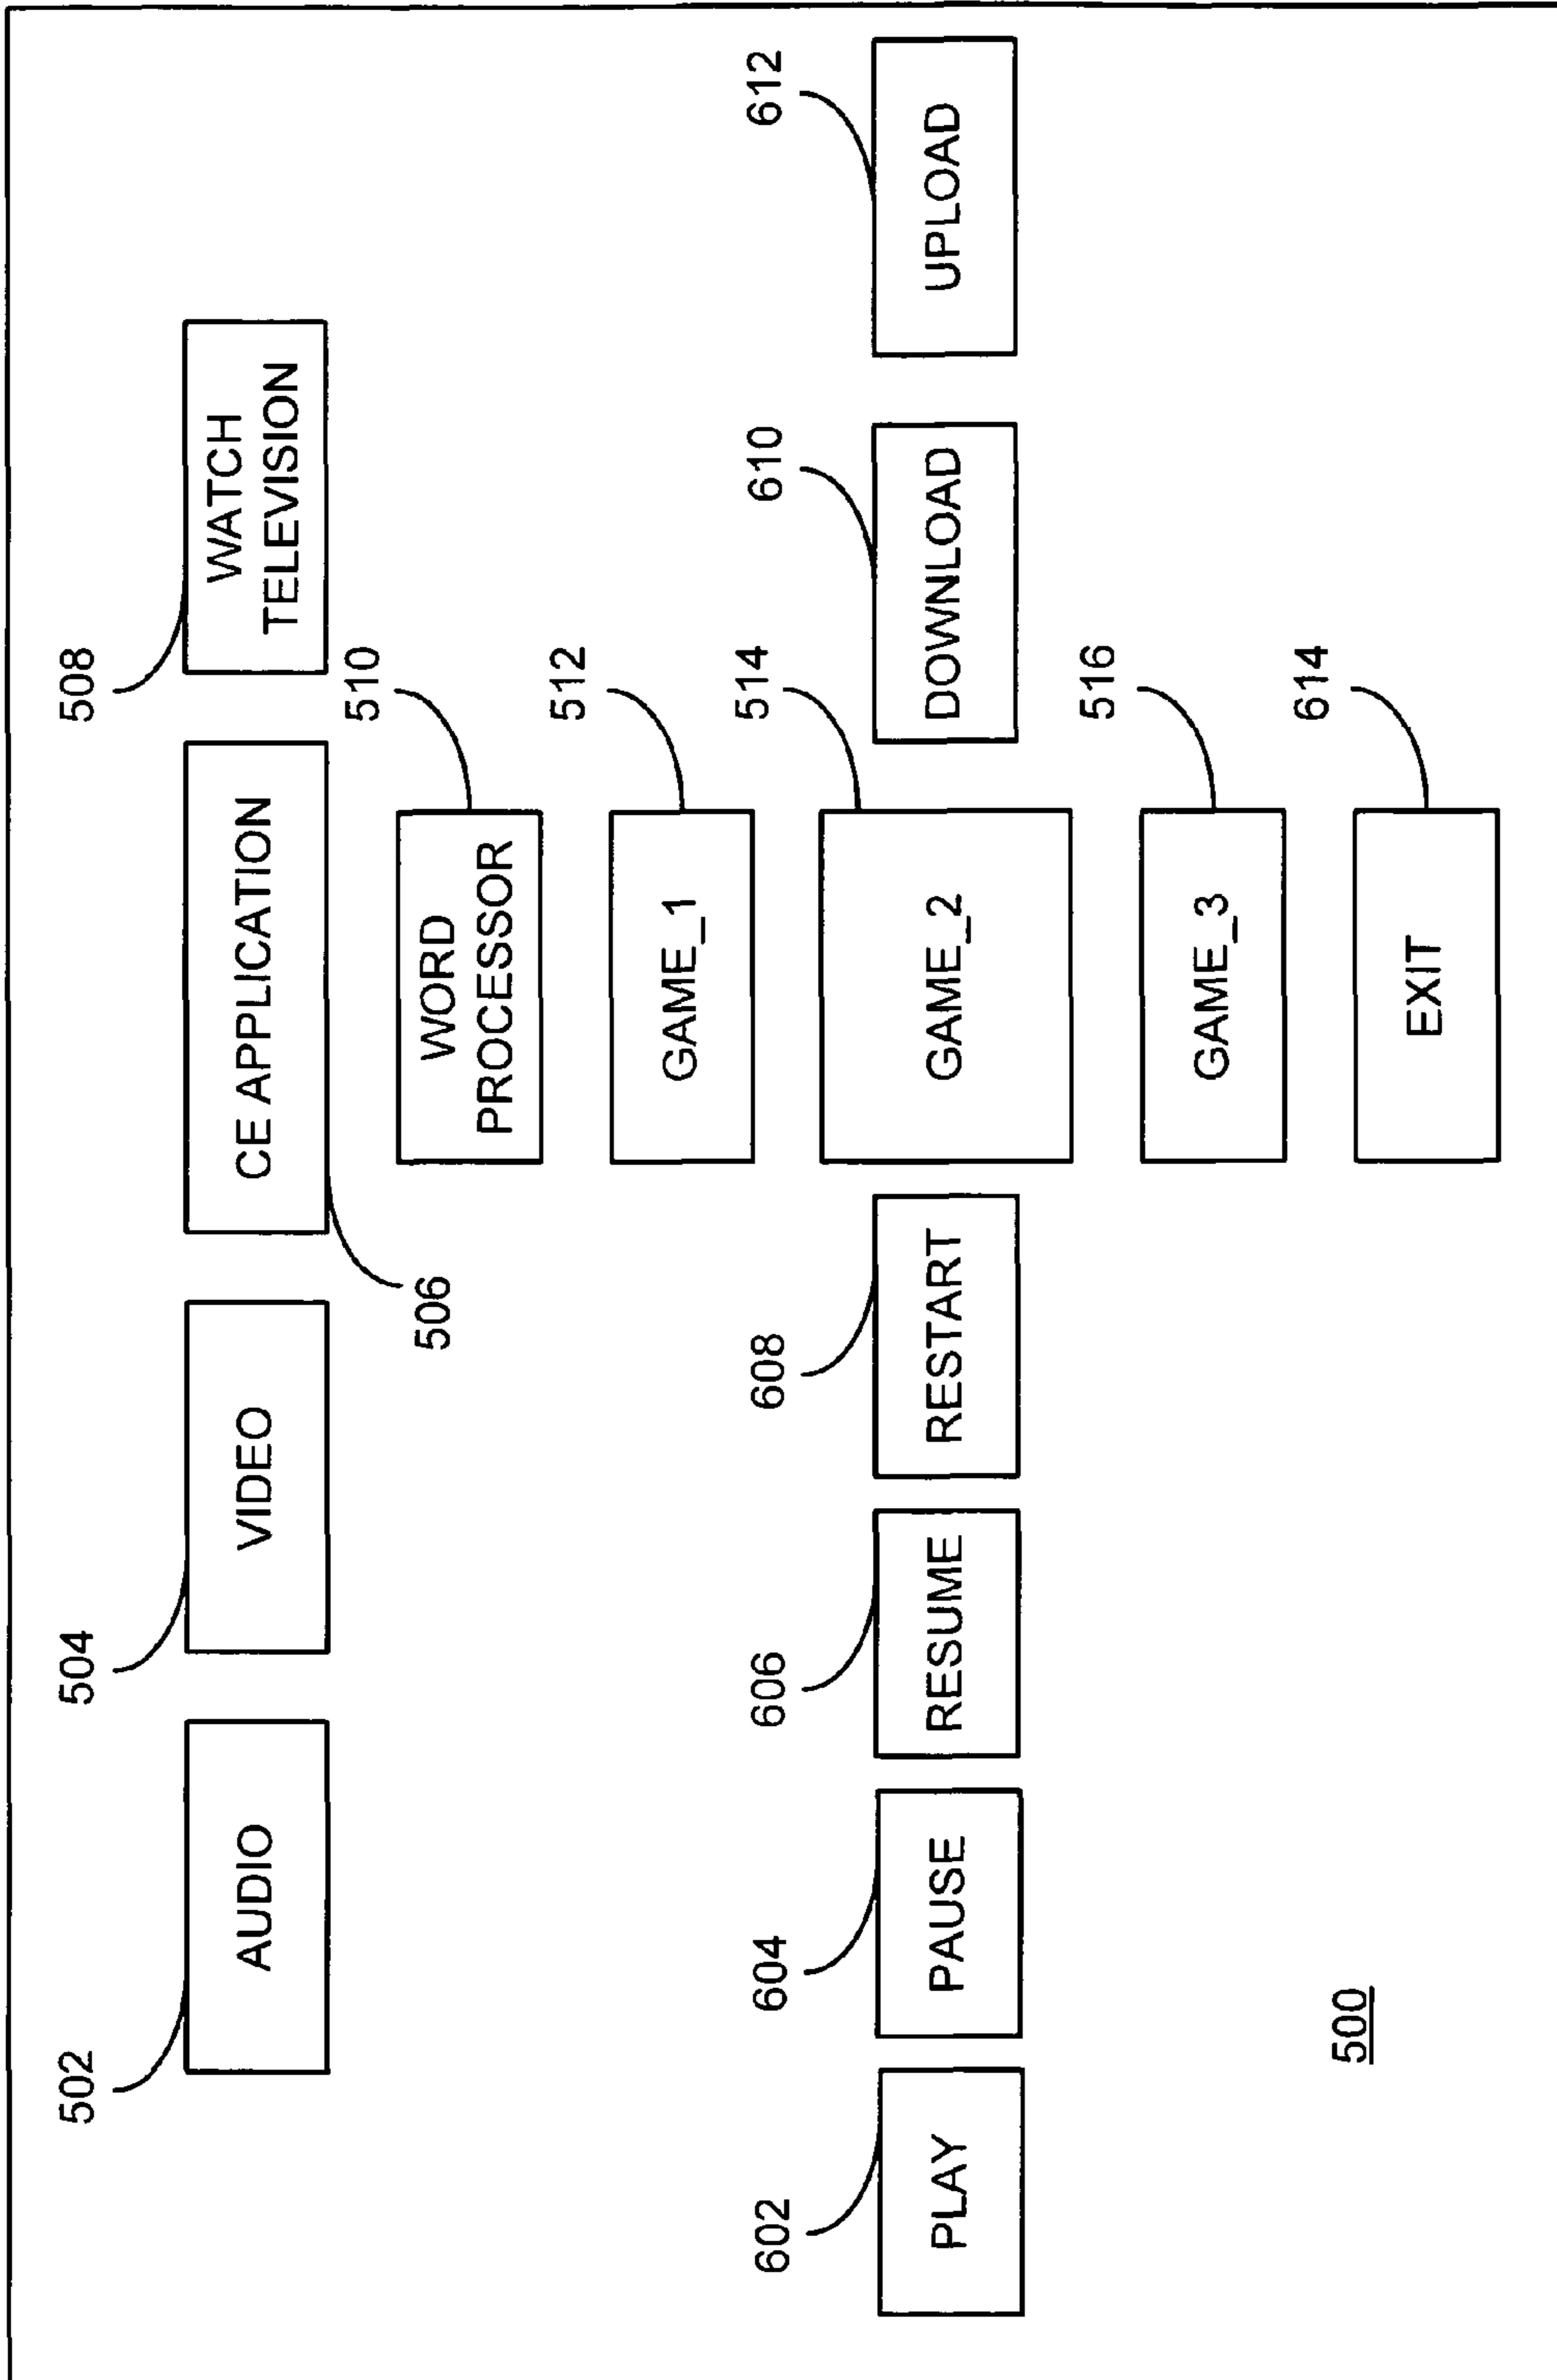 502
504
508
AUDIO
VIDEO
CE APPLICATION
WATCH
TELEVISION
506
510
WORD
PROCESSOR
512
GAME_1
602
604
606
608
514
610
612
PLAY
PAUSE
RESUME
RESTART
GAME_2
DOWNLOAD
UPLOAD
516
GAME_3
614
EXIT
500